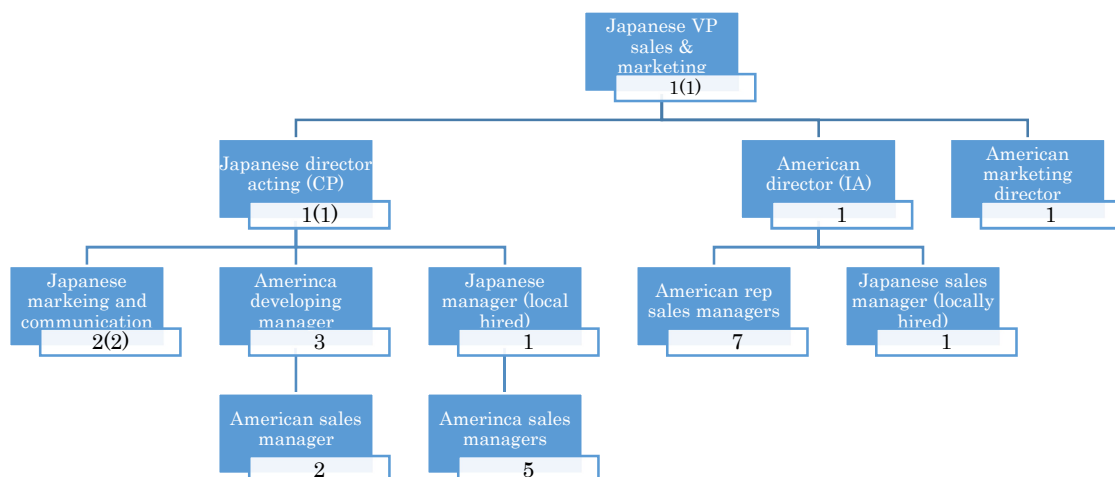 Japanese VP
sales &
marketing
1(1)
Japanese director
acting (CP)
1(1)
American
director (IA)
1
American
marketing
director
1
Japanese
markeing and
communication
2(2)
Amerinca
developing
manager
3
Japanese
manager (local
hired)
1
American rep
sales managers
7
Japanese sales
manager (locally
hired)
1
American sales
manager
2
Amerinca sales
managers
5